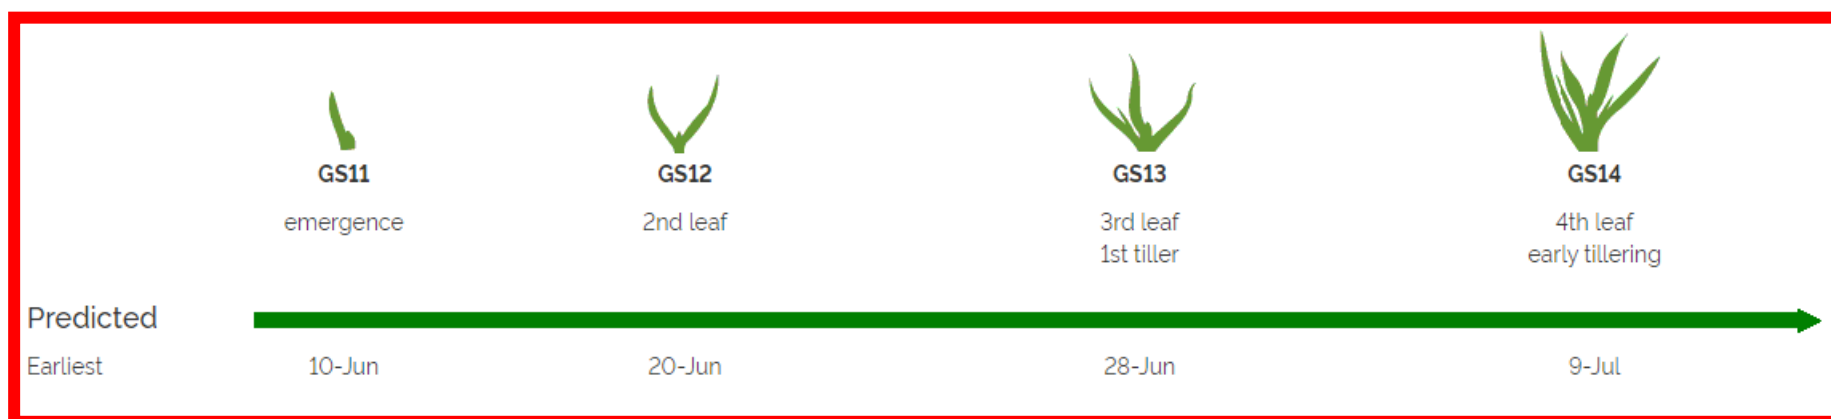 GS11 GS12 GS13 GS14
emergence 2nd leaf 3rd leaf 4th leaf
1st tiller early tillering
Predicted
Earliest 10-Jun 20-Jun 28-Jun 9-Jul